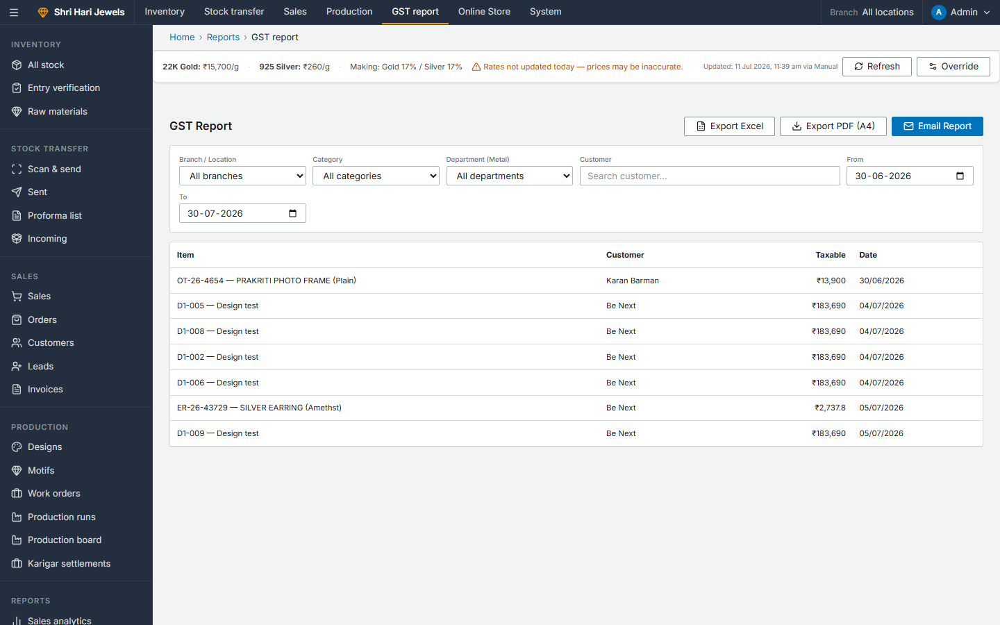 Shri Hari Jewels
Inventory
Stock transfer
Sales
Production
GST report
Online Store
System
Branch All locations
A Admin
INVENTORY
All stock
Entry verification
Raw materials
STOCK TRANSFER
Scan & send
Sent
Proforma list
Incoming
SALES
Sales
Orders
Customers
Leads
Invoices
PRODUCTION
Designs
Motifs
Work orders
Production runs
Production board
Karigar settlements
REPORTS
Sales analytics
Home › Reports › GST report
22K Gold: ₹15,700/g · 925 Silver: ₹260/g · Making: Gold 17% / Silver 17% Rates not updated today — prices may be inaccurate. Updated: 11 Jul 2026, 11:39 am via Manual Refresh Override
GST Report
Export Excel
Export PDF (A4)
Email Report
Branch / Location Category Department (Metal) Customer From
All branches All categories All departments Search customer... 30-06-2026
To
30-07-2026
Item Customer Taxable Date
OT-26-4654 — PRAKRITI PHOTO FRAME (Plain) Karan Barman ₹13,900 30/06/2026
D1-005 — Design test Be Next ₹183,690 04/07/2026
D1-008 — Design test Be Next ₹183,690 04/07/2026
D1-002 — Design test Be Next ₹183,690 04/07/2026
D1-006 — Design test Be Next ₹183,690 04/07/2026
ER-26-43729 — SILVER EARRING (Amethst) Be Next ₹2,737.8 05/07/2026
D1-009 — Design test Be Next ₹183,690 05/07/2026